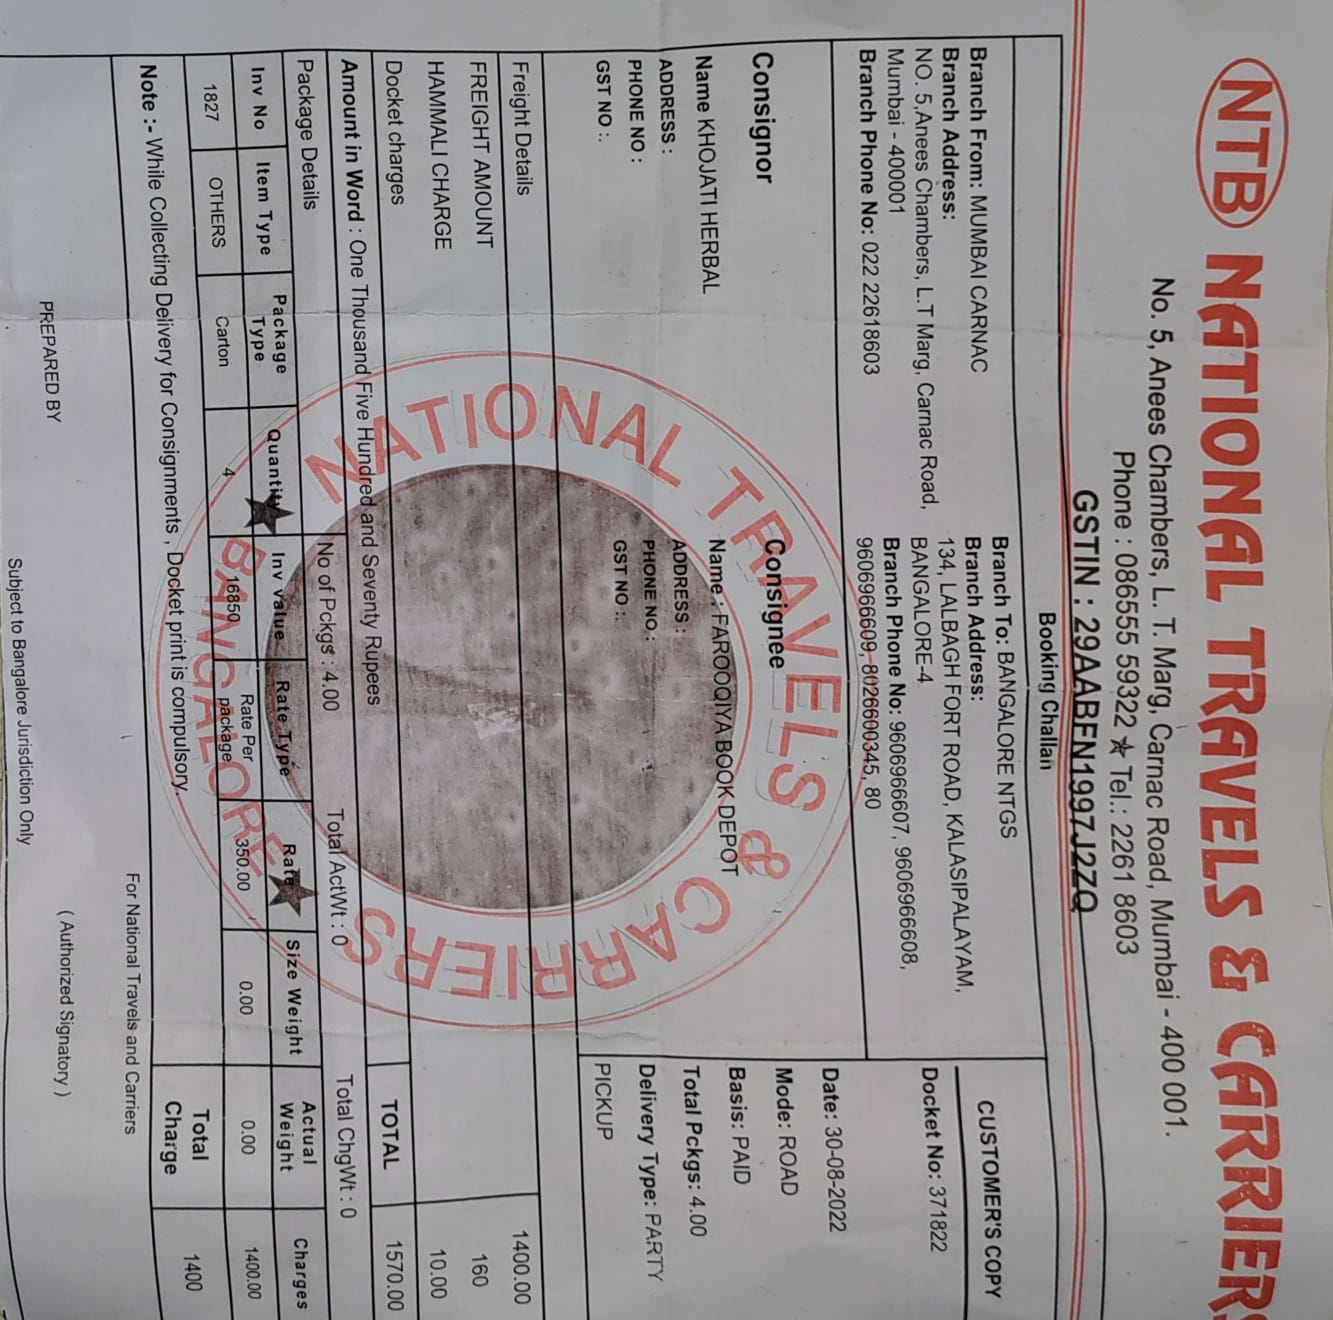 NTB NATIONAL TRAVELS & CARRIERS
No. 5, Anees Chambers, L. T. Marg, Carnac Road, Mumbai - 400 001.
Phone : 086555 59322 ★ Tel.: 2261 8603
GSTIN : 29AABEN1997J2ZQ
Booking Challan
Branch From: MUMBAI CARNAC
Branch Address:
NO. 5,Anees Chambers, L.T Marg, Carnac Road,
Mumbai - 400001
Branch Phone No: 022 22618603
Branch To: BANGALORE NTGS
Branch Address:
134, LALBAGH FORT ROAD, KALASIPALAYAM,
BANGALORE-4
Branch Phone No: 9606966607, 9606966608,
9606966609, 8026600345, 80
CUSTOMER'S COPY
Docket No: 371822
Date: 30-08-2022
Mode: ROAD
Basis: PAID
Total Pckgs: 4.00
Delivery Type: PARTY
PICKUP
Consignor
Name KHOJATI HERBAL
ADDRESS :
PHONE NO :
GST NO :.
Consignee
Name : FAROOQIYA BOOK DEPOT
ADDRESS :
PHONE NO :
GST NO :.
Freight Details
FREIGHT AMOUNT 1400.00
HAMMALI CHARGE 160
Docket charges 10.00
TOTAL 1570.00
Amount in Word : One Thousand Five Hundred and Seventy Rupees
Package Details No of Pckgs : 4.00 Total ActWt : 0 Total ChgWt : 0
Inv No Item Type Package Type Quantity Inv value Rate Type Rate Size Weight Actual Weight Charges
1827 OTHERS Carton 4 16850 Rate Per package 350.00 0.00 0.00 1400.00
Total Charge 1400
Note :- While Collecting Delivery for Consignments , Docket print is compulsory.
For National Travels and Carriers
PREPARED BY
( Authorized Signatory )
Subject to Bangalore Jurisdiction Only
NATIONAL TRAVELS & CARRIERS
BANGALORE